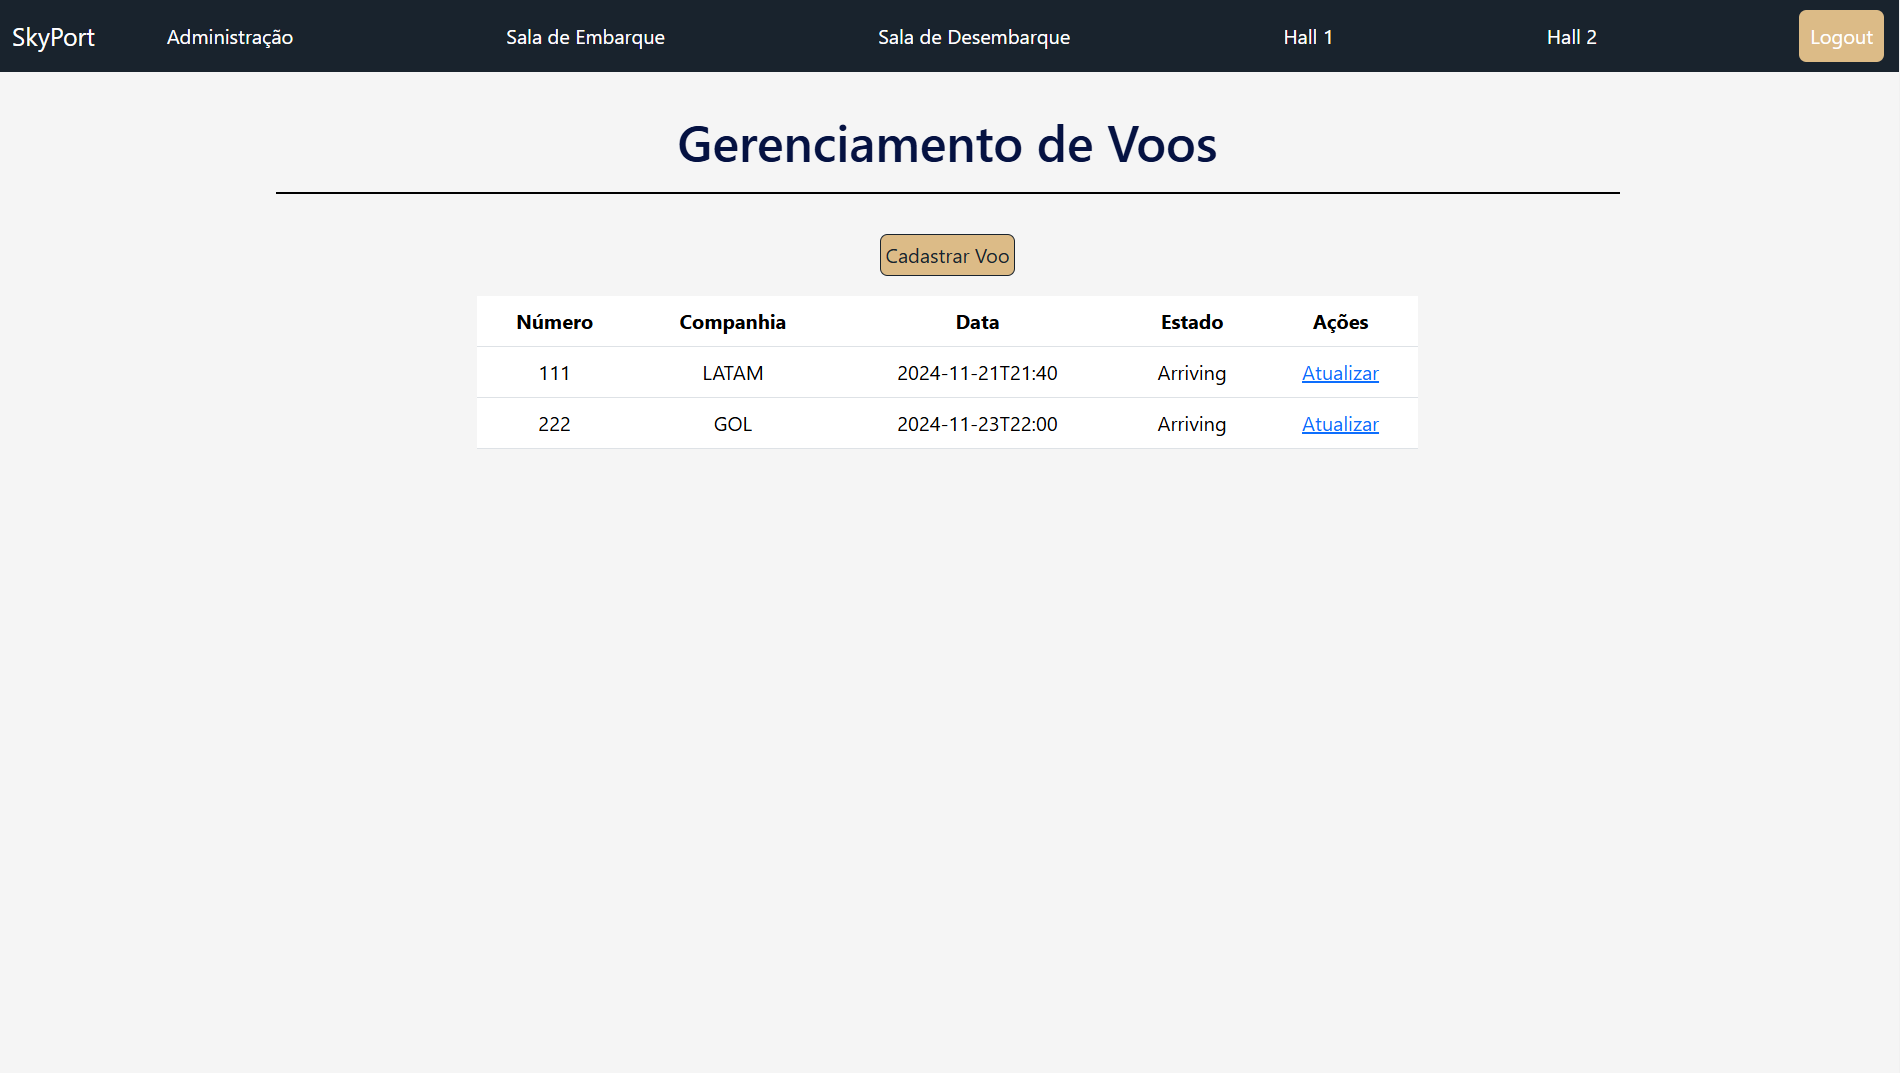 SkyPort Administração Sala de Embarque Sala de Desembarque Hall 1 Hall 2 Logout
Gerenciamento de Voos
Cadastrar Voo
Número Companhia Data Estado Ações
111 LATAM 2024-11-21T21:40 Arriving Atualizar
222 GOL 2024-11-23T22:00 Arriving Atualizar